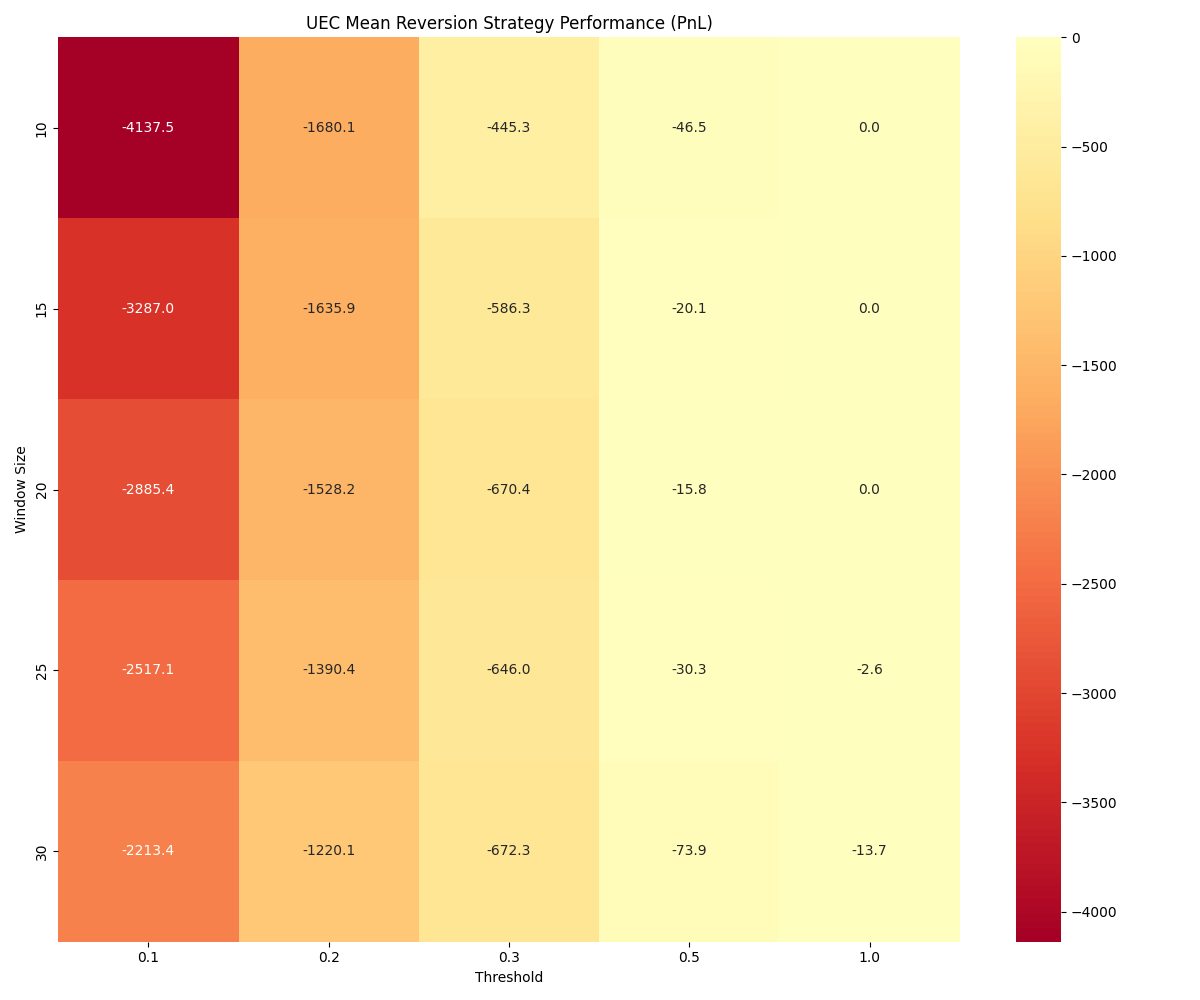 UEC Mean Reversion Strategy Performance (PnL)
Window Size
10 -4137.5 -1680.1 -445.3 -46.5 0.0
15 -3287.0 -1635.9 -586.3 -20.1 0.0
20 -2885.4 -1528.2 -670.4 -15.8 0.0
25 -2517.1 -1390.4 -646.0 -30.3 -2.6
30 -2213.4 -1220.1 -672.3 -73.9 -13.7
0.1 0.2 0.3 0.5 1.0
Threshold
0
−500
−1000
−1500
−2000
−2500
−3000
−3500
−4000